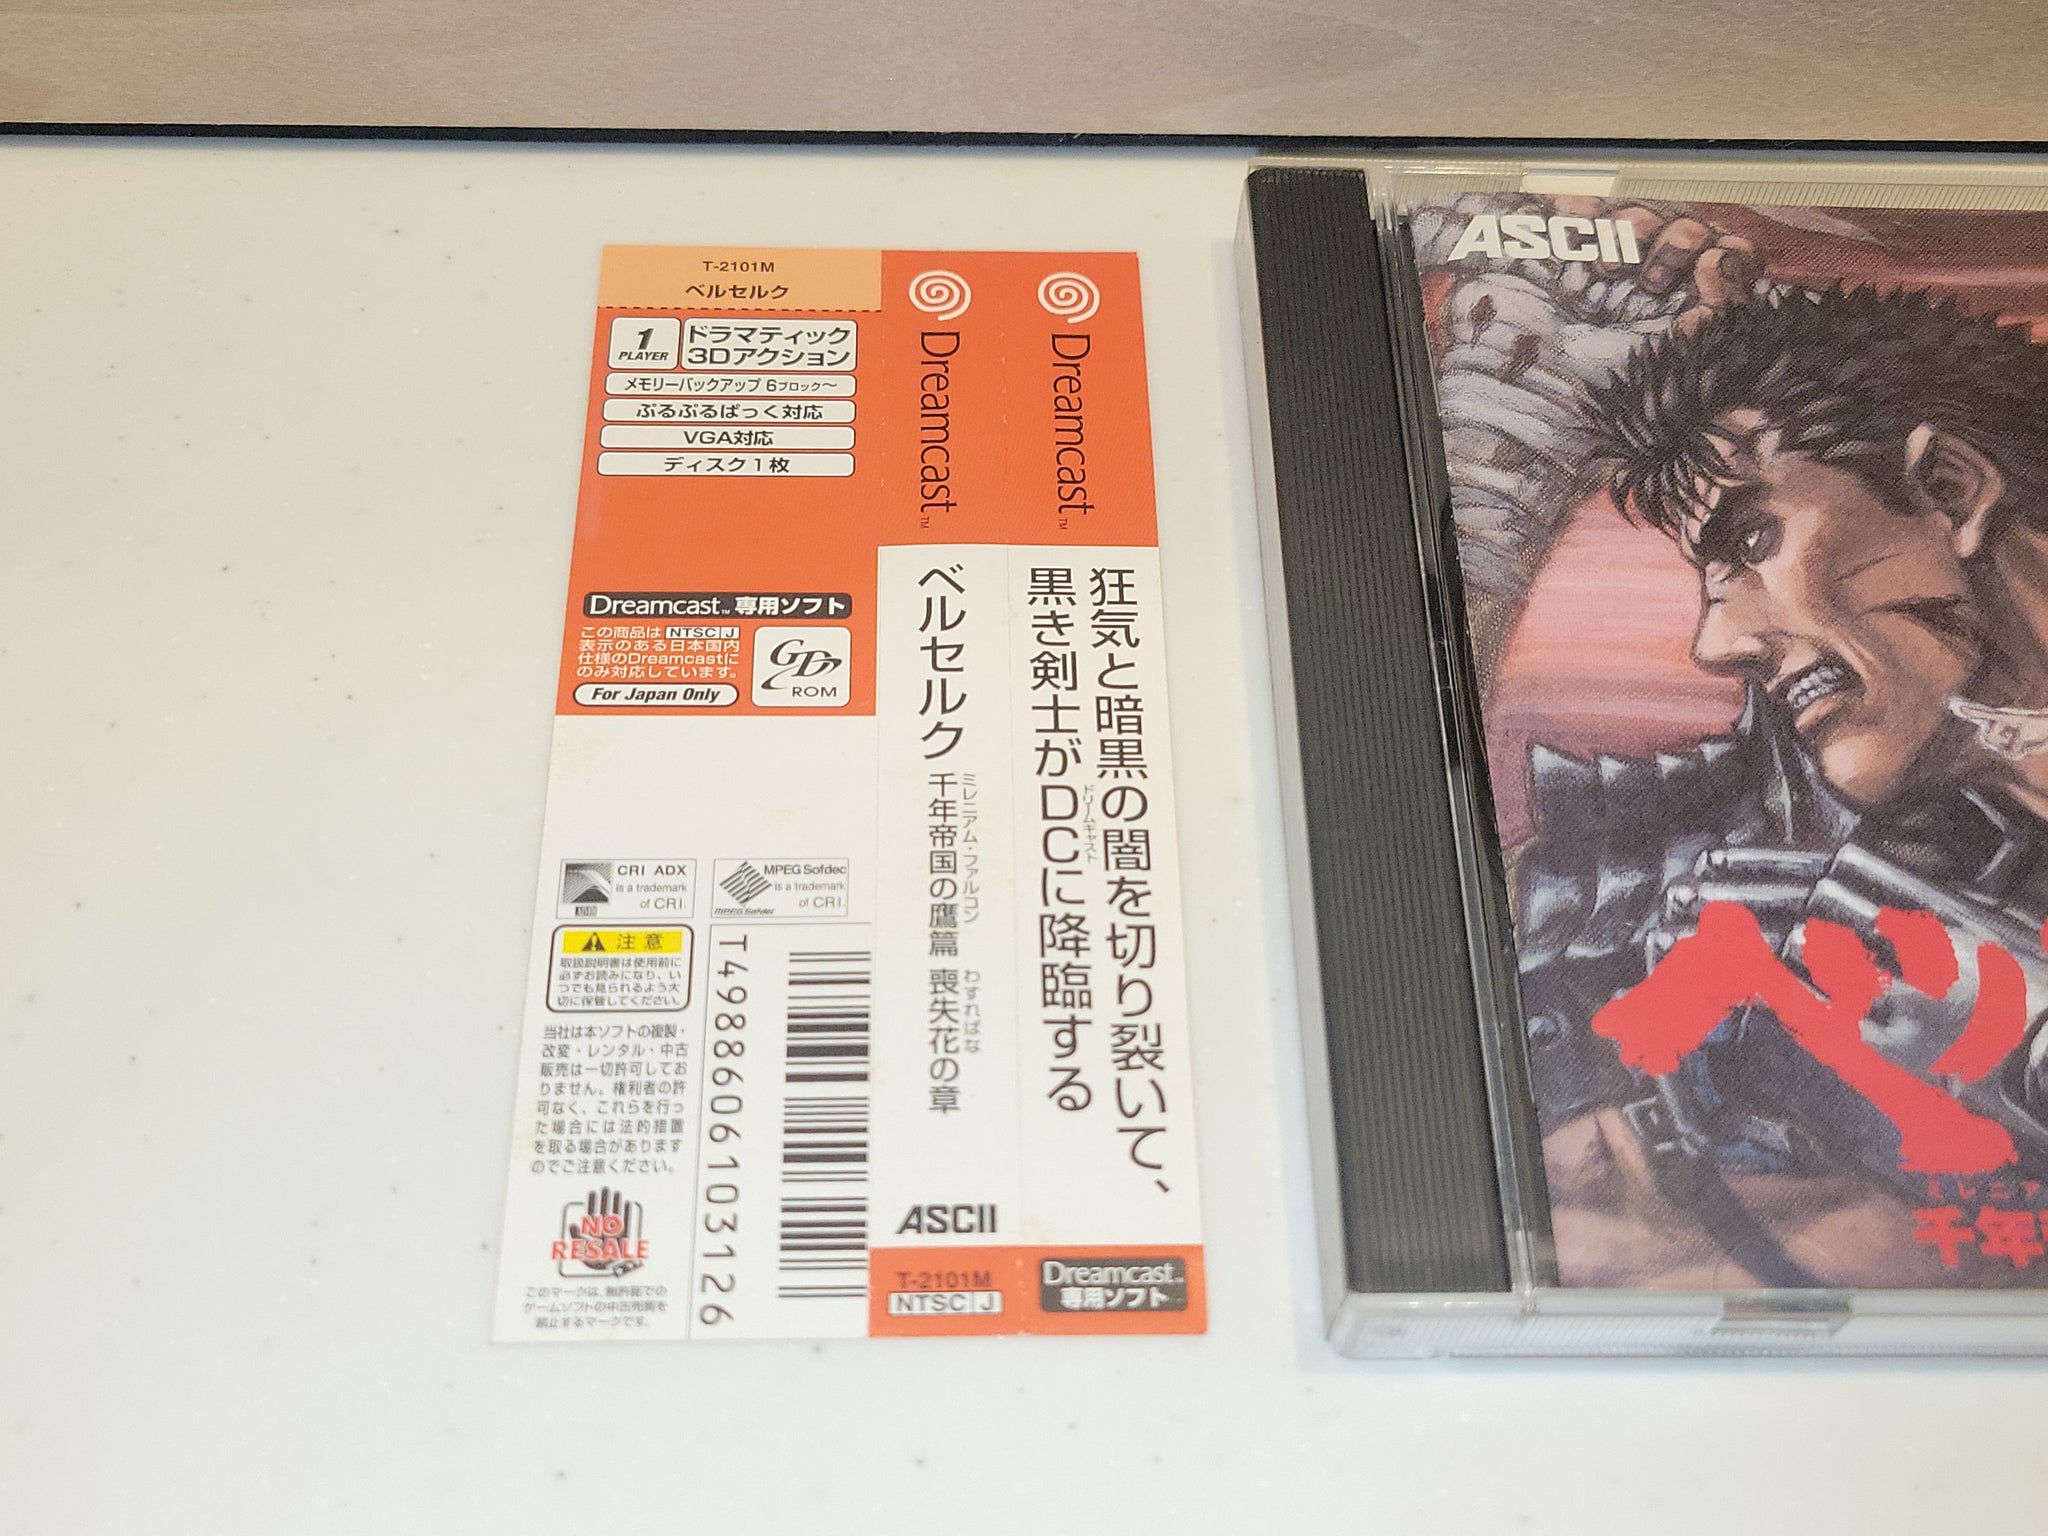 T-2101M
ベルセルク
1
PLAYER
ドラマティック
3Dアクション
メモリーバックアップ 6ブロック〜
ぷるぷるぱっく対応
VGA対応
ディスク1枚
Dreamcast™ 専用ソフト
この商品は NTSC J
表示のある日本国内
仕様のDreamcastに
のみ対応しています。
For Japan Only
GD
ROM
CRI ADX
is a trademark
of CRI.
ADX
MPEG Sofdec
is a trademark
of CRI.
MPEG Sofdec
注意
取扱説明書は使用前に
必ずお読みになり、い
つでも見られるよう大
切に保管してください。
当社は本ソフトの複製・
改変・レンタル・中古
販売は一切許可してお
りません。権利者の許
可なく、これらを行っ
た場合には法的措置
を取る場合があります
のでご注意ください。
NO
RESALE
このマークは、無許諾での
ゲームソフトの中古売買を
禁止するマークです。
T4988606103126
Dreamcast™
ベルセルク
千年帝国の鷹篇 喪失花の章
ミレニアム・ファルコン
わすればな
ASCII
T-2101M
NTSC J
Dreamcast™
狂気と暗黒の闇を切り裂いて、
黒き剣士がDCに降臨する
ドリームキャスト
Dreamcast™
専用ソフト
ASCII
ベ
ミレニア
千年